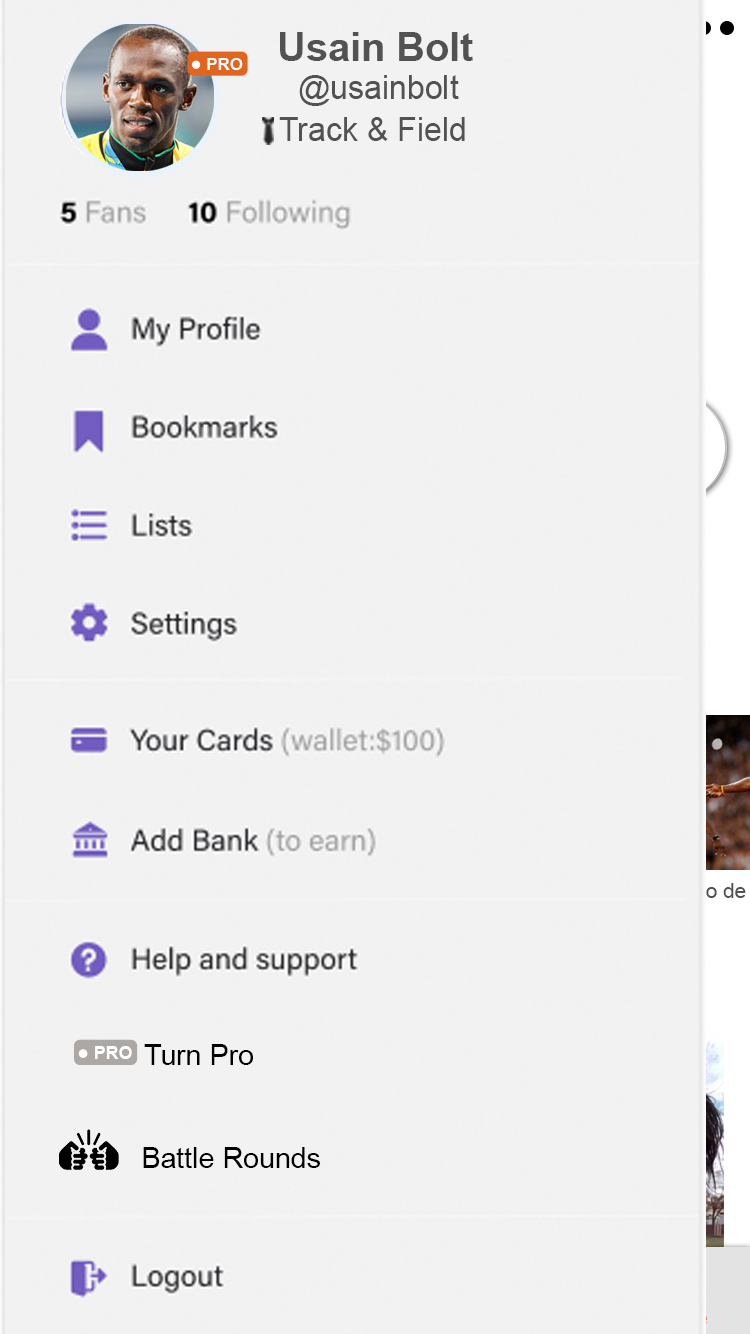 Usain Bolt
PRO
@usainbolt
Track & Field
5 Fans 10 Following
My Profile
Bookmarks
Lists
Settings
Your Cards (wallet:$100)
Add Bank (to earn)
o de
Help and support
PRO Turn Pro
Battle Rounds
Logout